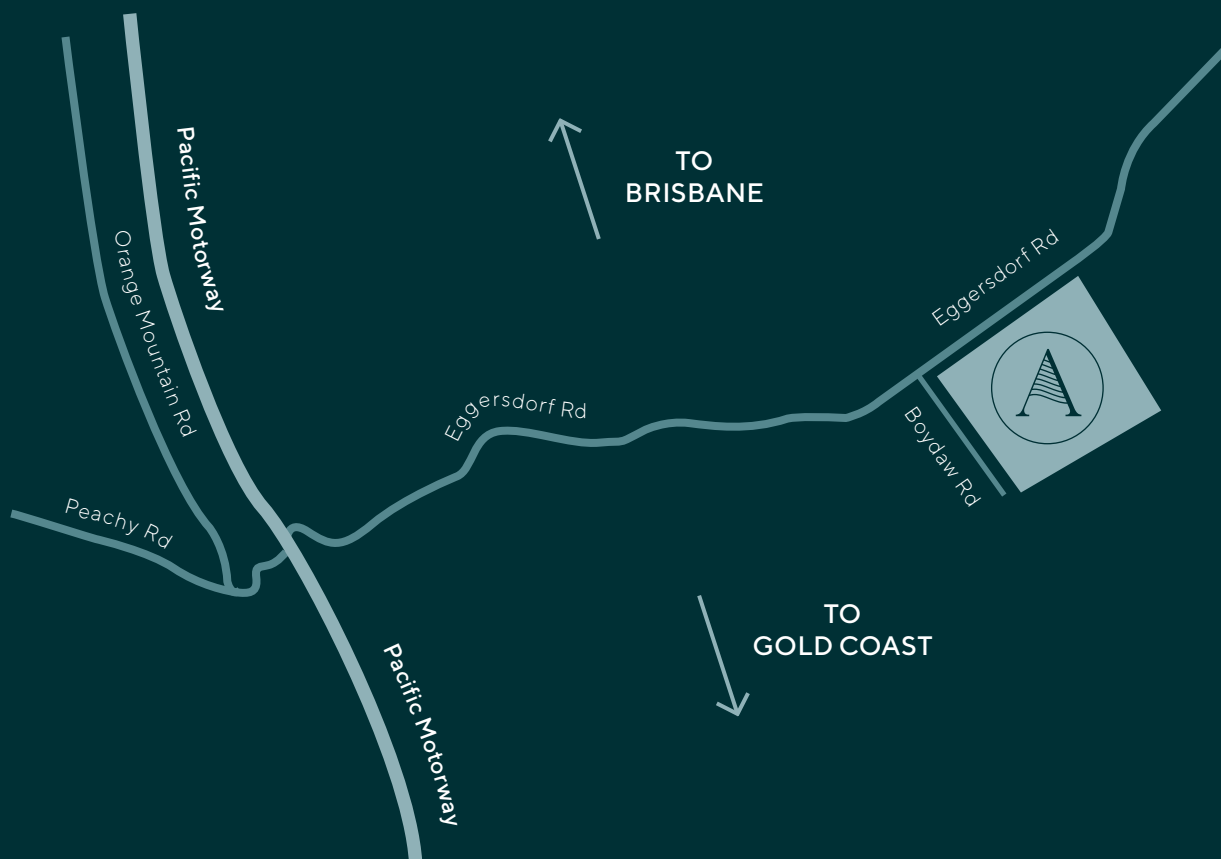 Pacific Motorway
TO
BRISBANE
Orange Mountain Rd
Eggersdorf Rd
A
Eggersdorf Rd
Boydaw Rd
Peachy Rd
TO
GOLD COAST
Pacific Motorway